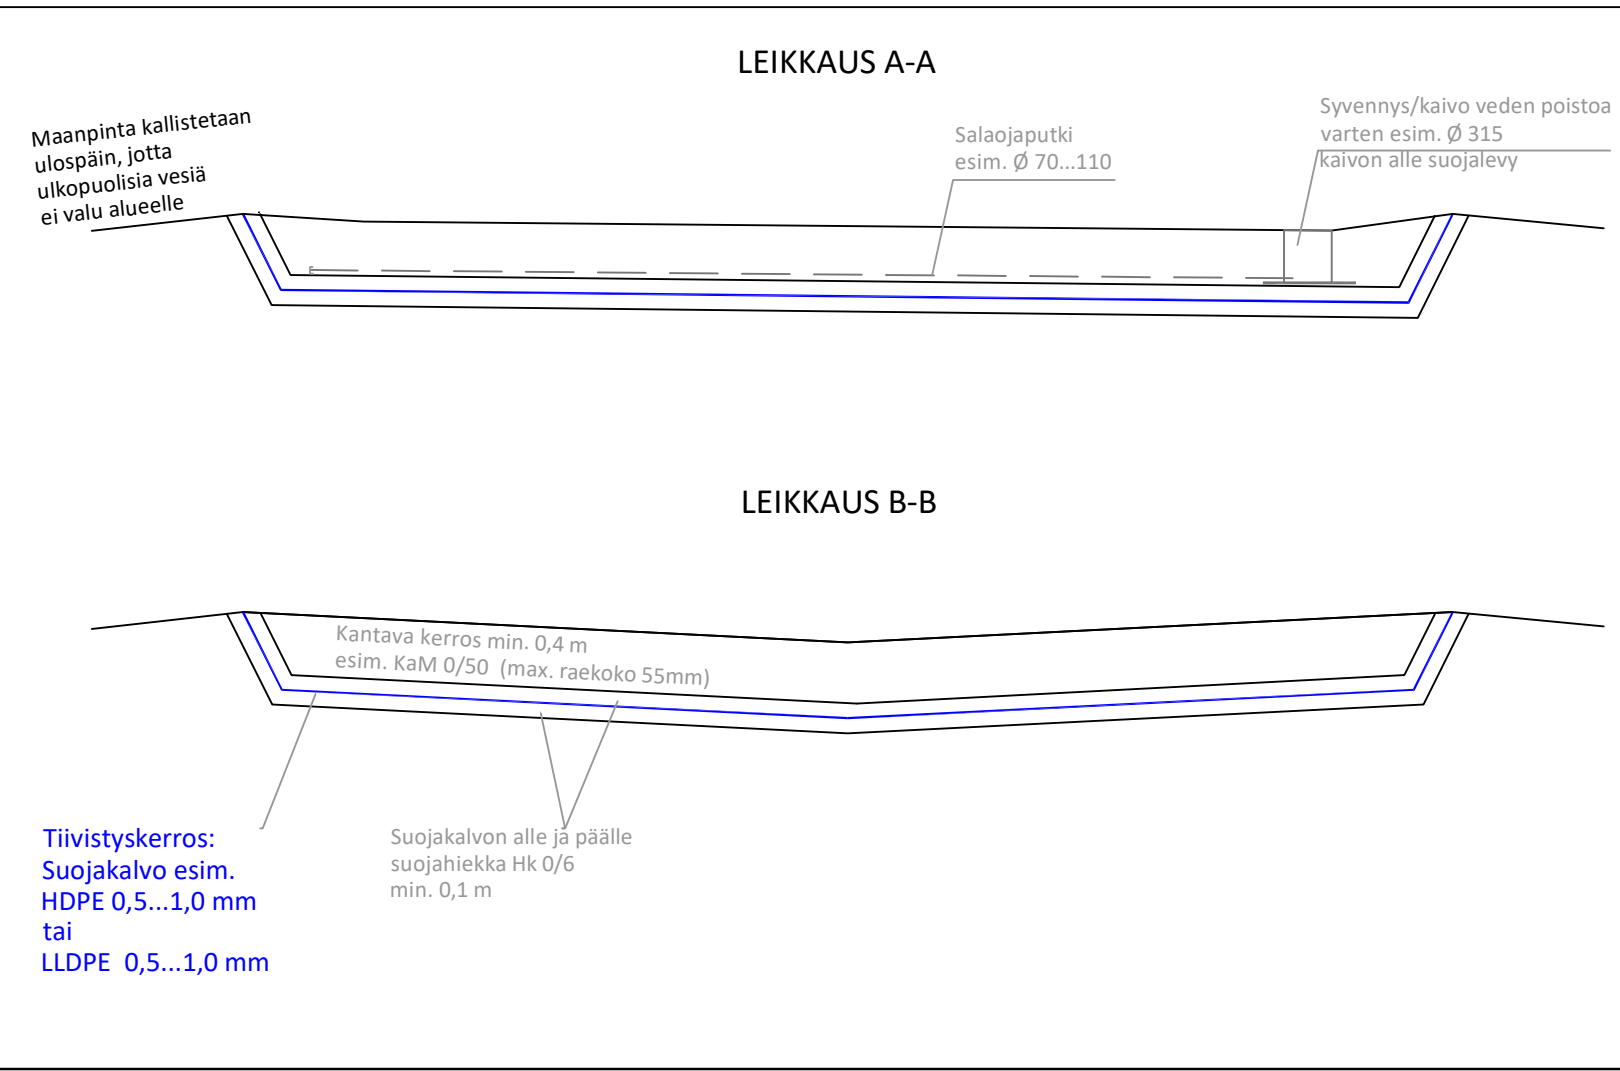 LEIKKAUS A-A
Maanpinta kallistetaan
ulospäin, jotta
ulkopuolisia vesiä
ei valu alueelle
Salaojaputki
esim. Ø 70...110
Syvennys/kaivo veden poistoa
varten esim. Ø 315
kaivon alle suojalevy
LEIKKAUS B-B
Kantava kerros min. 0,4 m
esim. KaM 0/50 (max. raekoko 55mm)
Tiivistyskerros:
Suojakalvo esim.
HDPE 0,5...1,0 mm
tai
LLDPE 0,5...1,0 mm
Suojakalvon alle ja päälle
suojahiekka Hk 0/6
min. 0,1 m